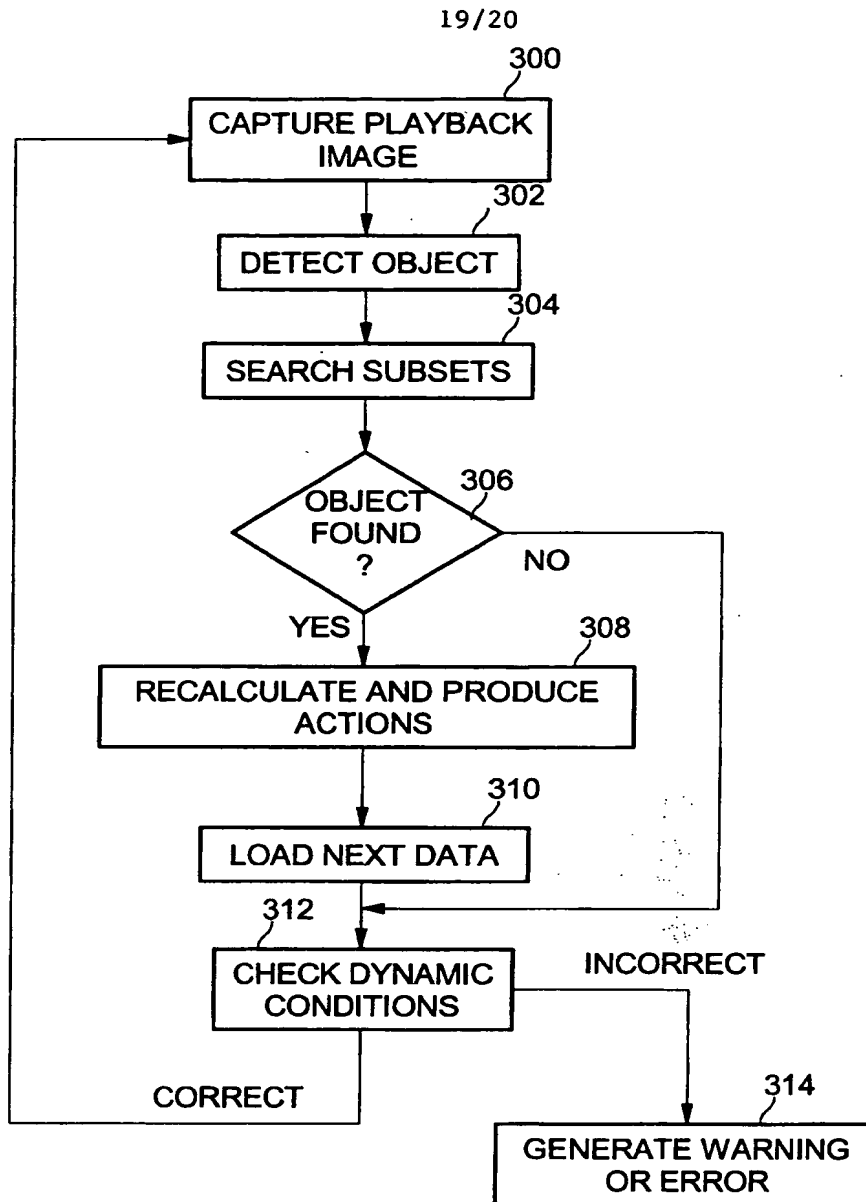 19/20
300
CAPTURE PLAYBACK
IMAGE
302
DETECT OBJECT
304
SEARCH SUBSETS
306
OBJECT
FOUND
?
NO
YES
308
RECALCULATE AND PRODUCE
ACTIONS
310
LOAD NEXT DATA
312
CHECK DYNAMIC
CONDITIONS
INCORRECT
CORRECT
314
GENERATE WARNING
OR ERROR